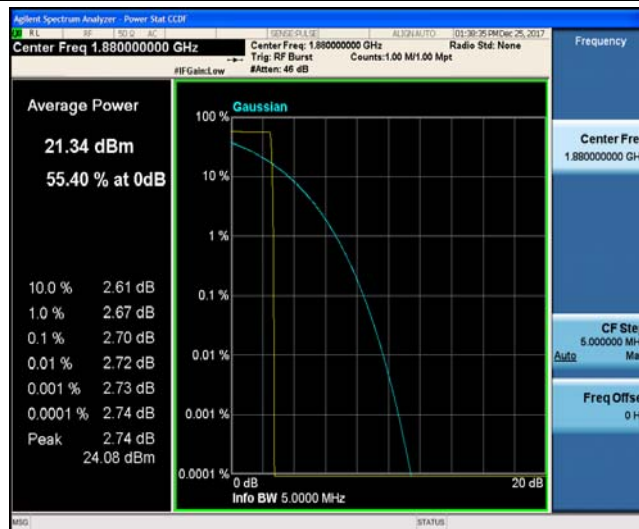 Agilent Spectrum Analyzer - Power Stat CCDF
RL RF 50 Ω AC SENSE:PULSE ALIGN AUTO 01:38:35 PM Dec 25, 2017
Center Freq 1.880000000 GHz
Center Freq: 1.880000000 GHz Radio Std: None
Trig: RF Burst Counts:1.00 M/1.00 Mpt
#IFGain:Low #Atten: 46 dB
Frequency
Average Power
21.34 dBm
55.40 % at 0dB
10.0 % 2.61 dB
1.0 % 2.67 dB
0.1 % 2.70 dB
0.01 % 2.72 dB
0.001 % 2.73 dB
0.0001 % 2.74 dB
Peak 2.74 dB
24.08 dBm
Gaussian
100 %
10 %
1 %
0.1 %
0.01 %
0.001 %
0.0001 %
0 dB 20 dB
Info BW 5.0000 MHz
Center Fre
1.880000000 GH
CF Ste
5.000000 MH
Auto Ma
Freq Offse
0 H
MSG STATUS